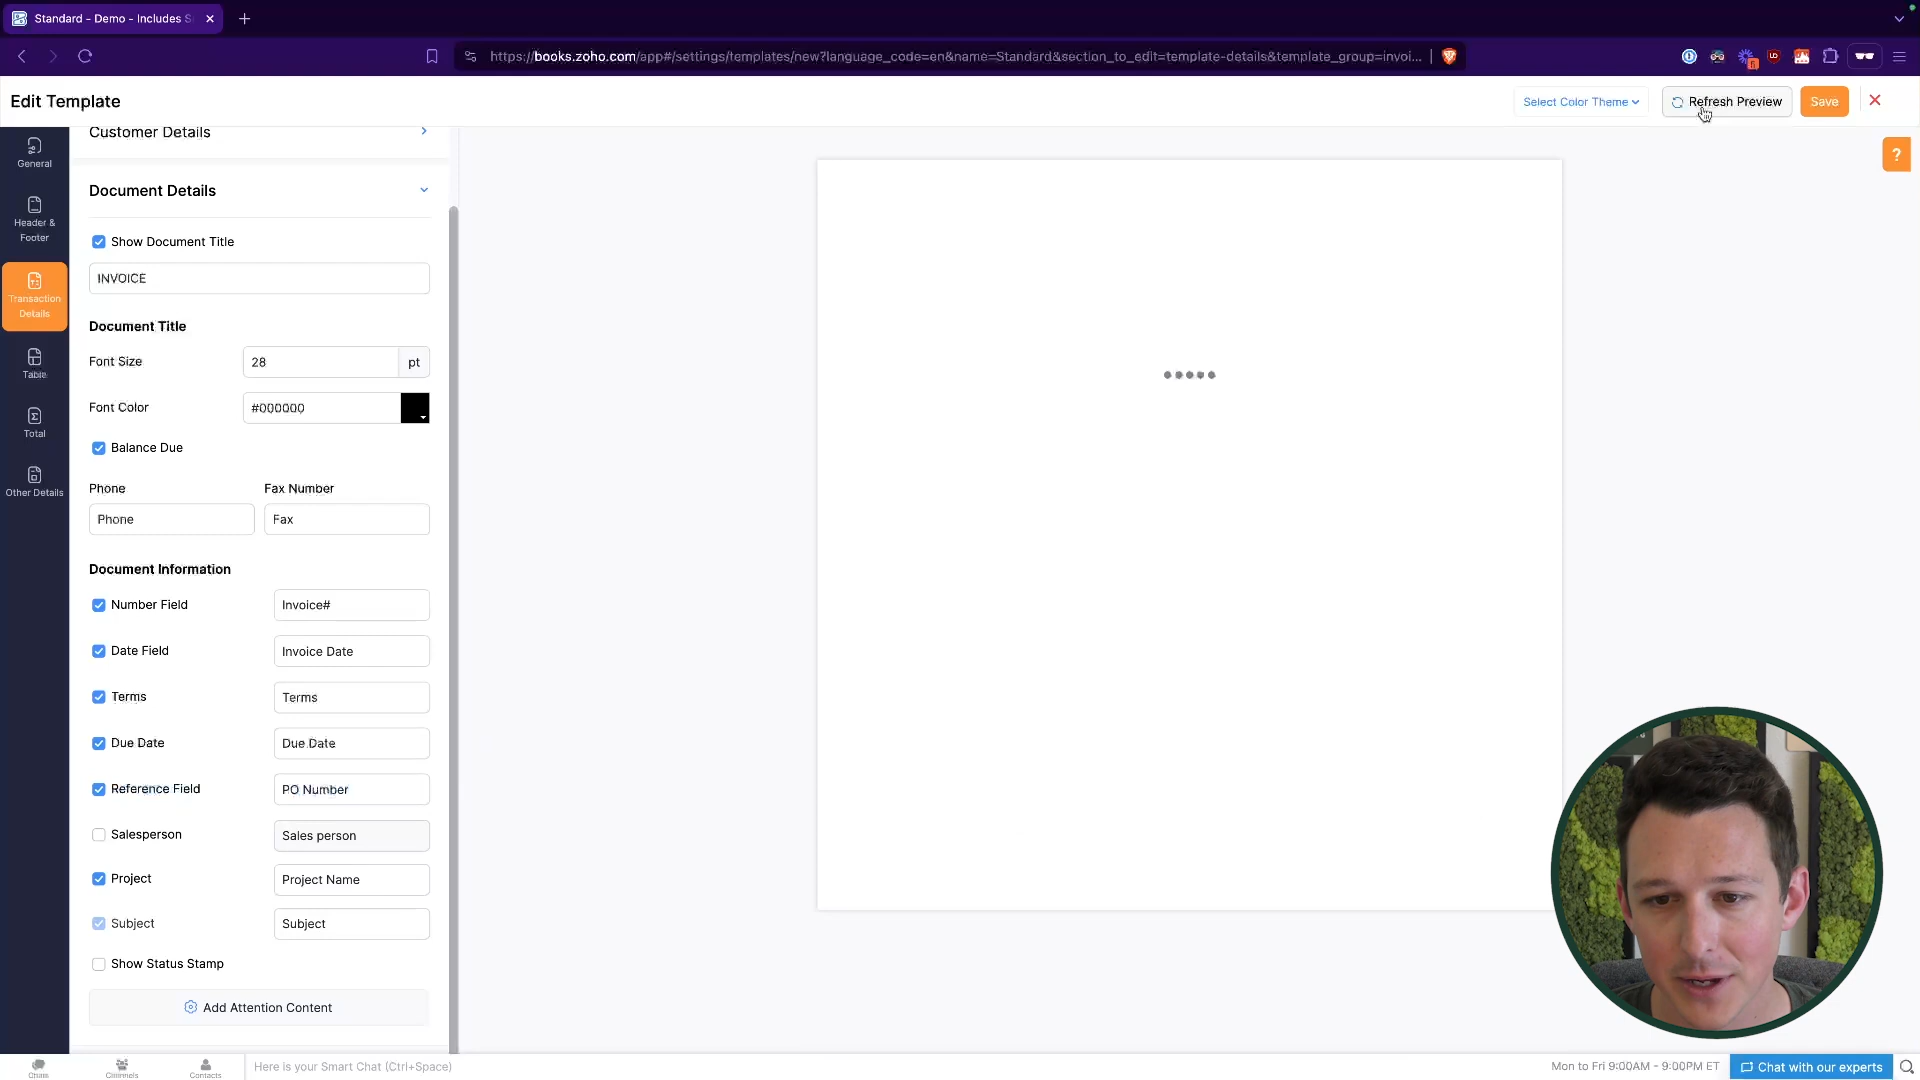 Standard - Demo - Includes S
https://books.zoho.com/app#/settings/templates/new?language_code=en&name=Standard&section_to_edit=template-details&template_group=invoi...
Edit Template
Select Color Theme
Refresh Preview
Save
General
Header &
Footer
Transaction
Details
Table
Total
Other Details
Customer Details
Document Details
Show Document Title
INVOICE
Document Title
Font Size
28
pt
Font Color
#000000
Balance Due
Phone
Fax Number
Phone
Fax
Document Information
Number Field
Invoice#
Date Field
Invoice Date
Terms
Terms
Due Date
Due Date
Reference Field
PO Number
Salesperson
Sales person
Project
Project Name
Subject
Subject
Show Status Stamp
Add Attention Content
?
Chats
Channels
Contacts
Here is your Smart Chat (Ctrl+Space)
Mon to Fri 9:00AM - 9:00PM ET
Chat with our experts